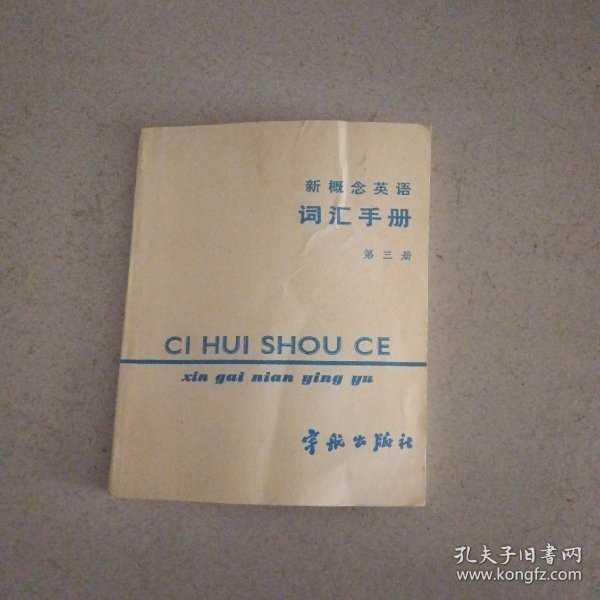 新概念英语
词汇手册
第三册
CI HUI SHOU CE
xin gai nian ying yu
宇航出版社
孔夫子旧书网
www.kongfz.com